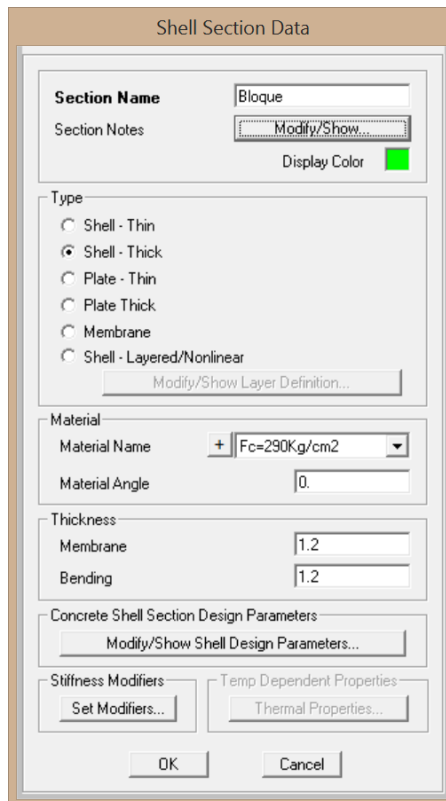 Shell Section Data
Section Name Bloque
Section Notes Modify/Show...
Display Color
Type
Shell - Thin
Shell - Thick
Plate - Thin
Plate Thick
Membrane
Shell - Layered/Nonlinear
Modify/Show Layer Definition...
Material
Material Name + Fc=290Kg/cm2
Material Angle 0.
Thickness
Membrane 1.2
Bending 1.2
Concrete Shell Section Design Parameters
Modify/Show Shell Design Parameters...
Stiffness Modifiers Temp Dependent Properties
Set Modifiers... Thermal Properties...
OK Cancel